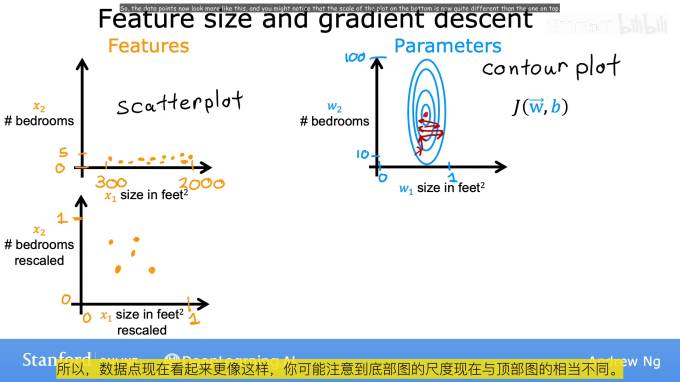 So, the data points now look more like this, and you might notice that the scale of the plot on the bottom is now quite different than the one on top.
Feature size and gradient descent
bilibili
Features
Parameters
x₂
# bedrooms
scatterplot
5
0
300
2000
x₁ size in feet²
100
w₂
# bedrooms
10
0
1
w₁ size in feet²
contour plot
J(w⃗, b)
1
x₂
# bedrooms
rescaled
0
0
x₁ size in feet²
rescaled
1
Stanford
DeepLearning.AI
Andrew Ng
所以，数据点现在看起来更像这样，你可能注意到底部图的尺度现在与顶部图的相当不同。